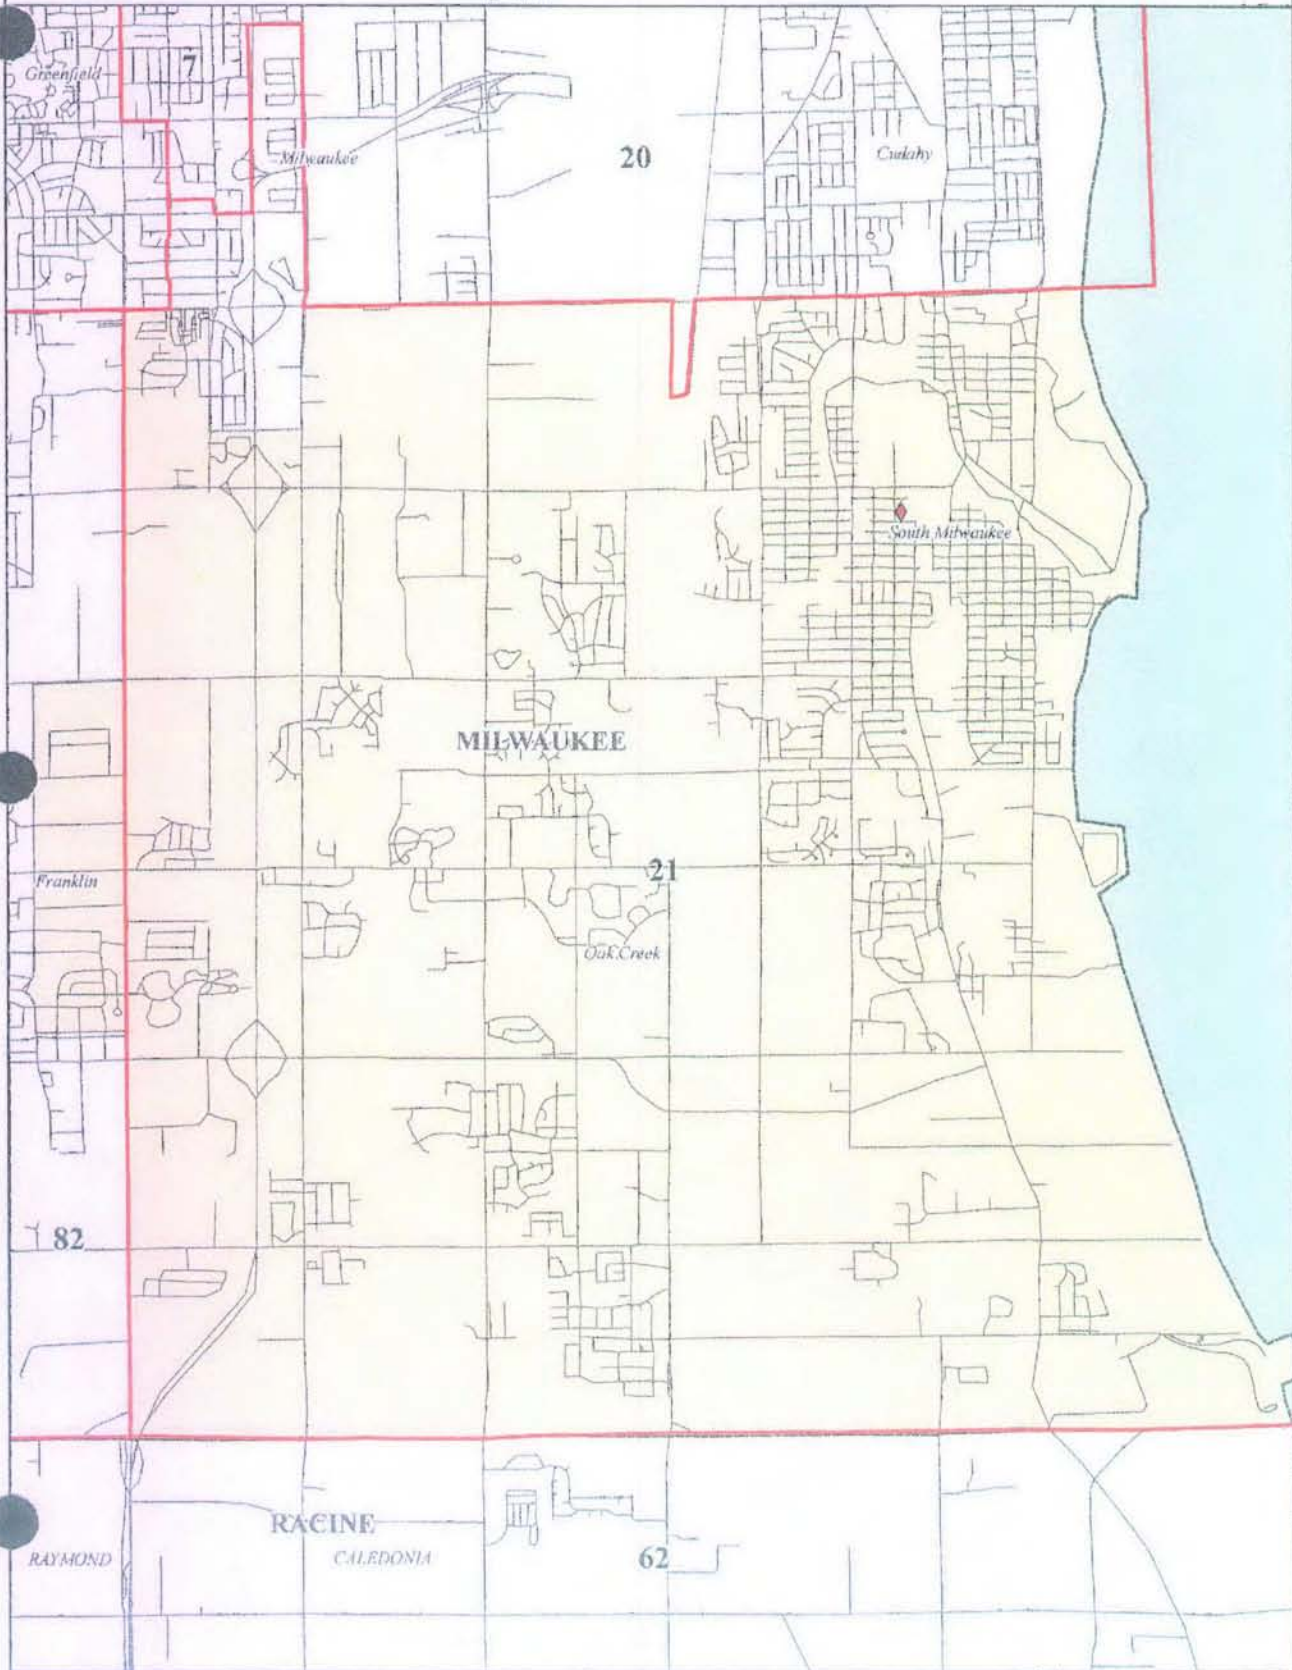 7
Greenfield
Milwaukee
20
Cudahy
South Milwaukee
MILWAUKEE
21
Franklin
Oak Creek
82
RACINE
RAYMOND
CALEDONIA
62